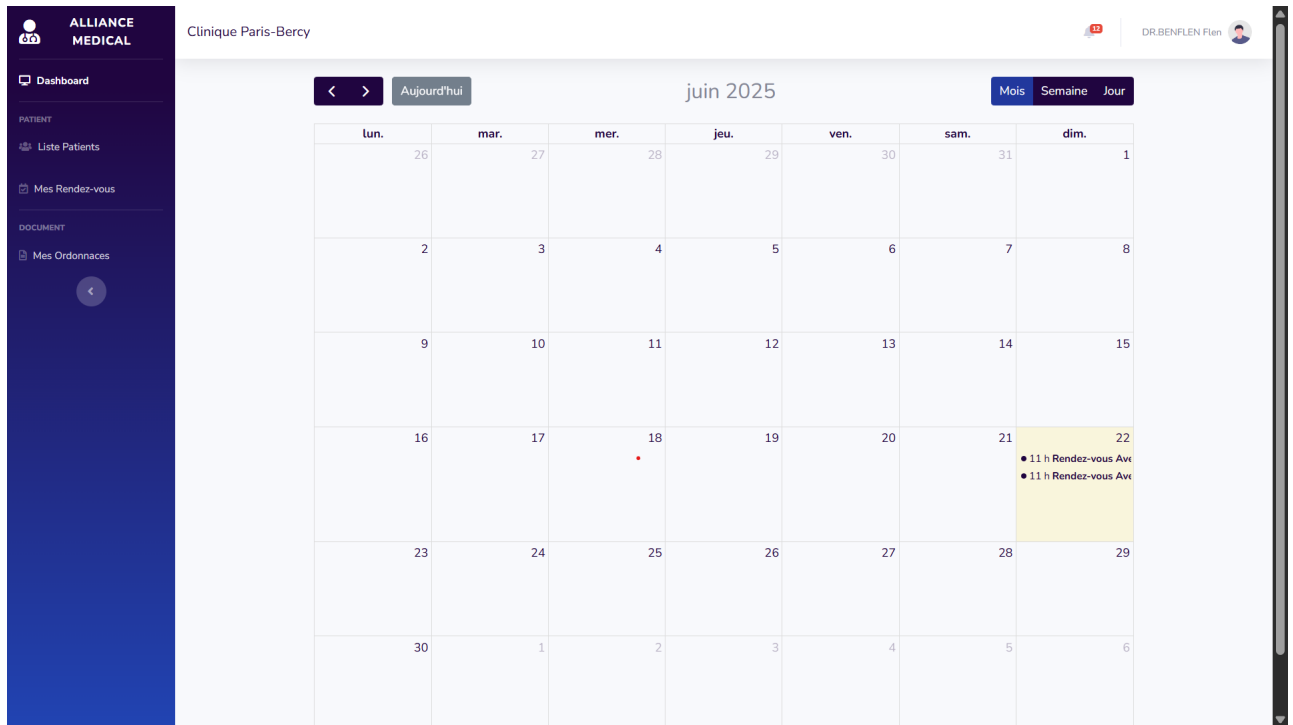 ALLIANCE
MEDICAL
Clinique Paris-Bercy
12
DR.BENFLEN Flen
Dashboard
PATIENT
Liste Patients
Mes Rendez-vous
DOCUMENT
Mes Ordonnaces
Aujourd'hui
juin 2025
Mois Semaine Jour
lun. mar. mer. jeu. ven. sam. dim.
26 27 28 29 30 31 1
2 3 4 5 6 7 8
9 10 11 12 13 14 15
16 17 18 19 20 21 22
11 h Rendez-vous Ave
11 h Rendez-vous Ave
23 24 25 26 27 28 29
30 1 2 3 4 5 6